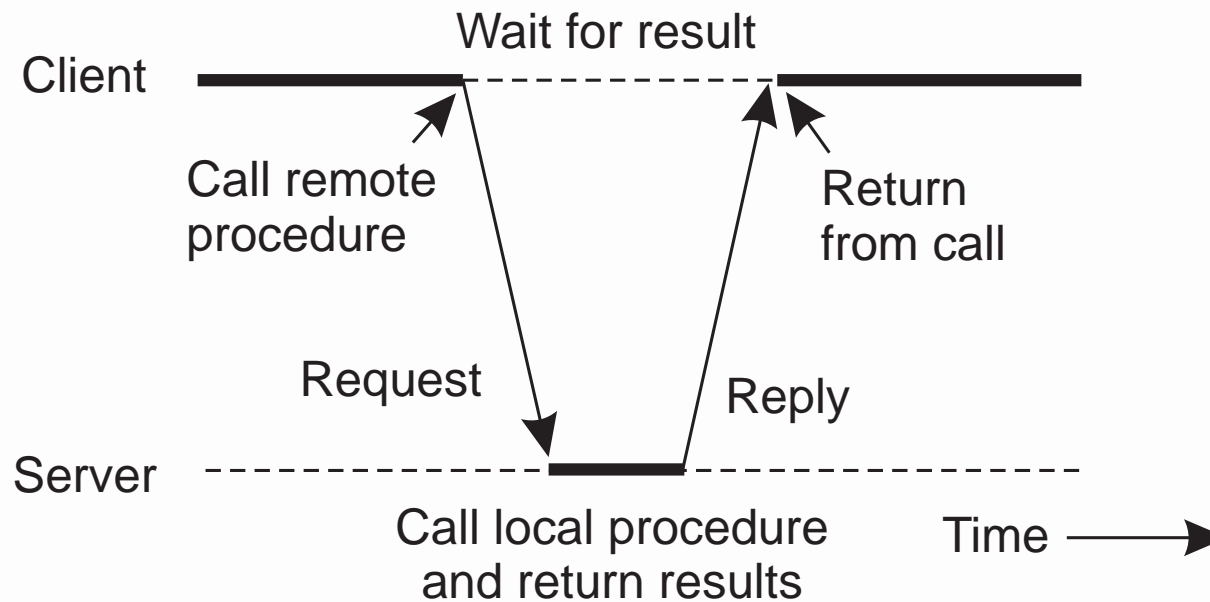 Wait for result
Client
Call remote
procedure
Return
from call
Request
Reply
Server
Call local procedure
and return results
Time